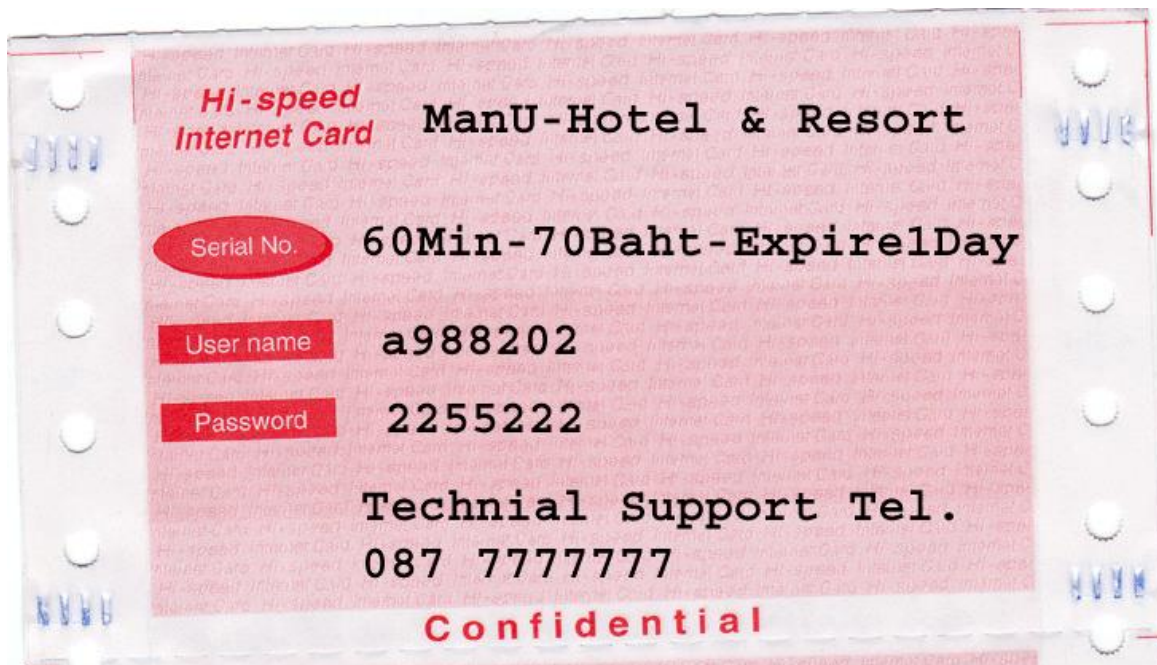 Hi-speed
Internet Card
ManU-Hotel & Resort
Serial No.
60Min-70Baht-Expire1Day
User name
a988202
Password
2255222
Technial Support Tel.
087 7777777
Confidential